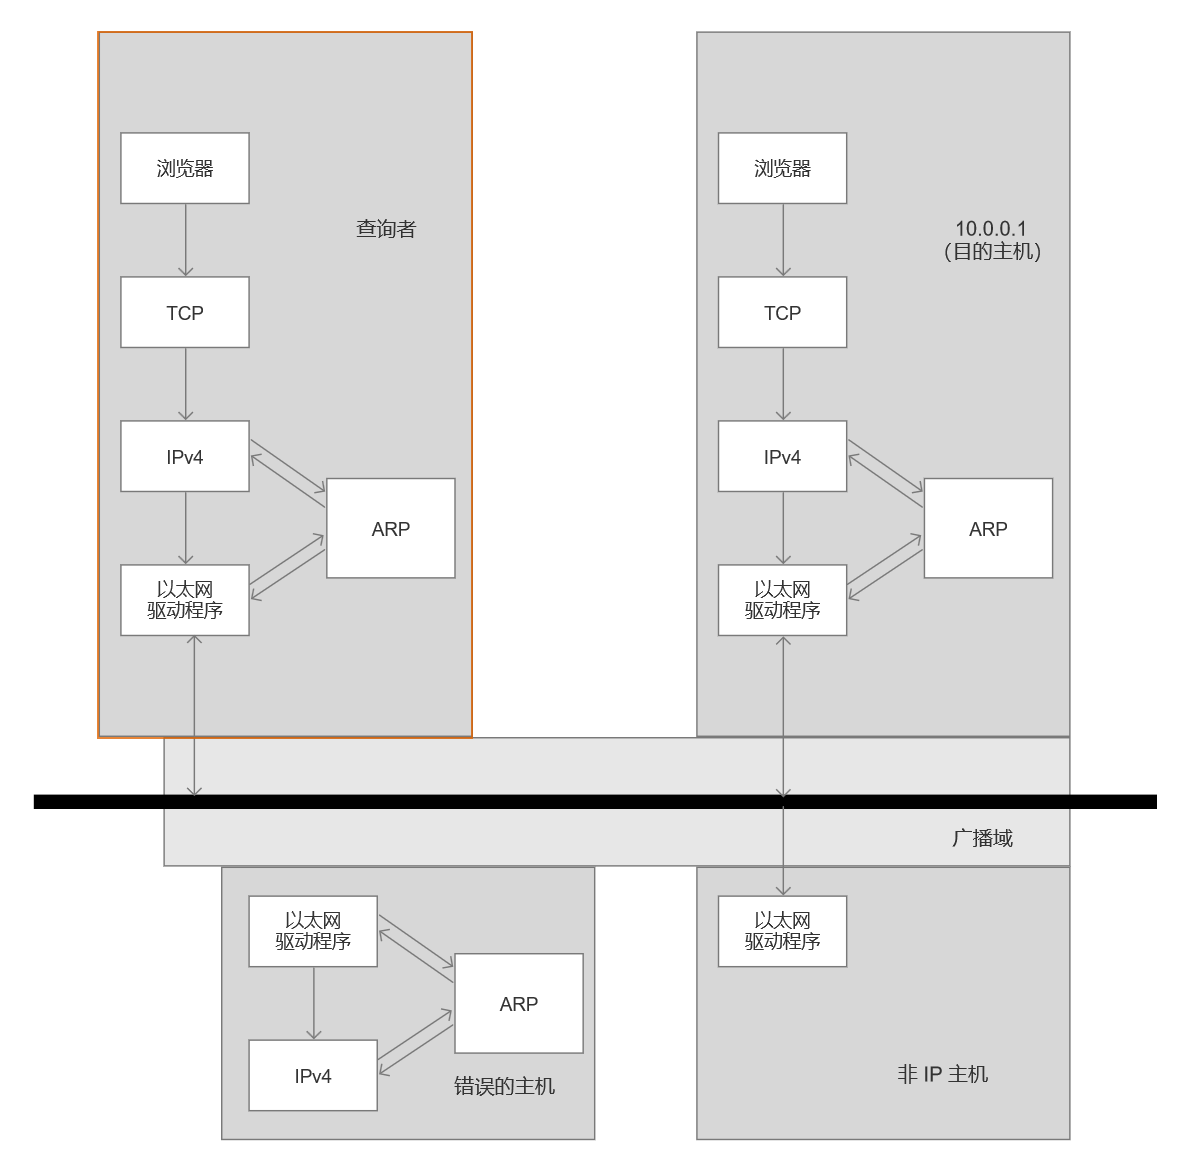 浏览器
查询者
TCP
IPv4
ARP
以太网
驱动程序
浏览器
10.0.0.1
(目的主机)
TCP
IPv4
ARP
以太网
驱动程序
广播域
以太网
驱动程序
ARP
IPv4
错误的主机
以太网
驱动程序
非 IP 主机